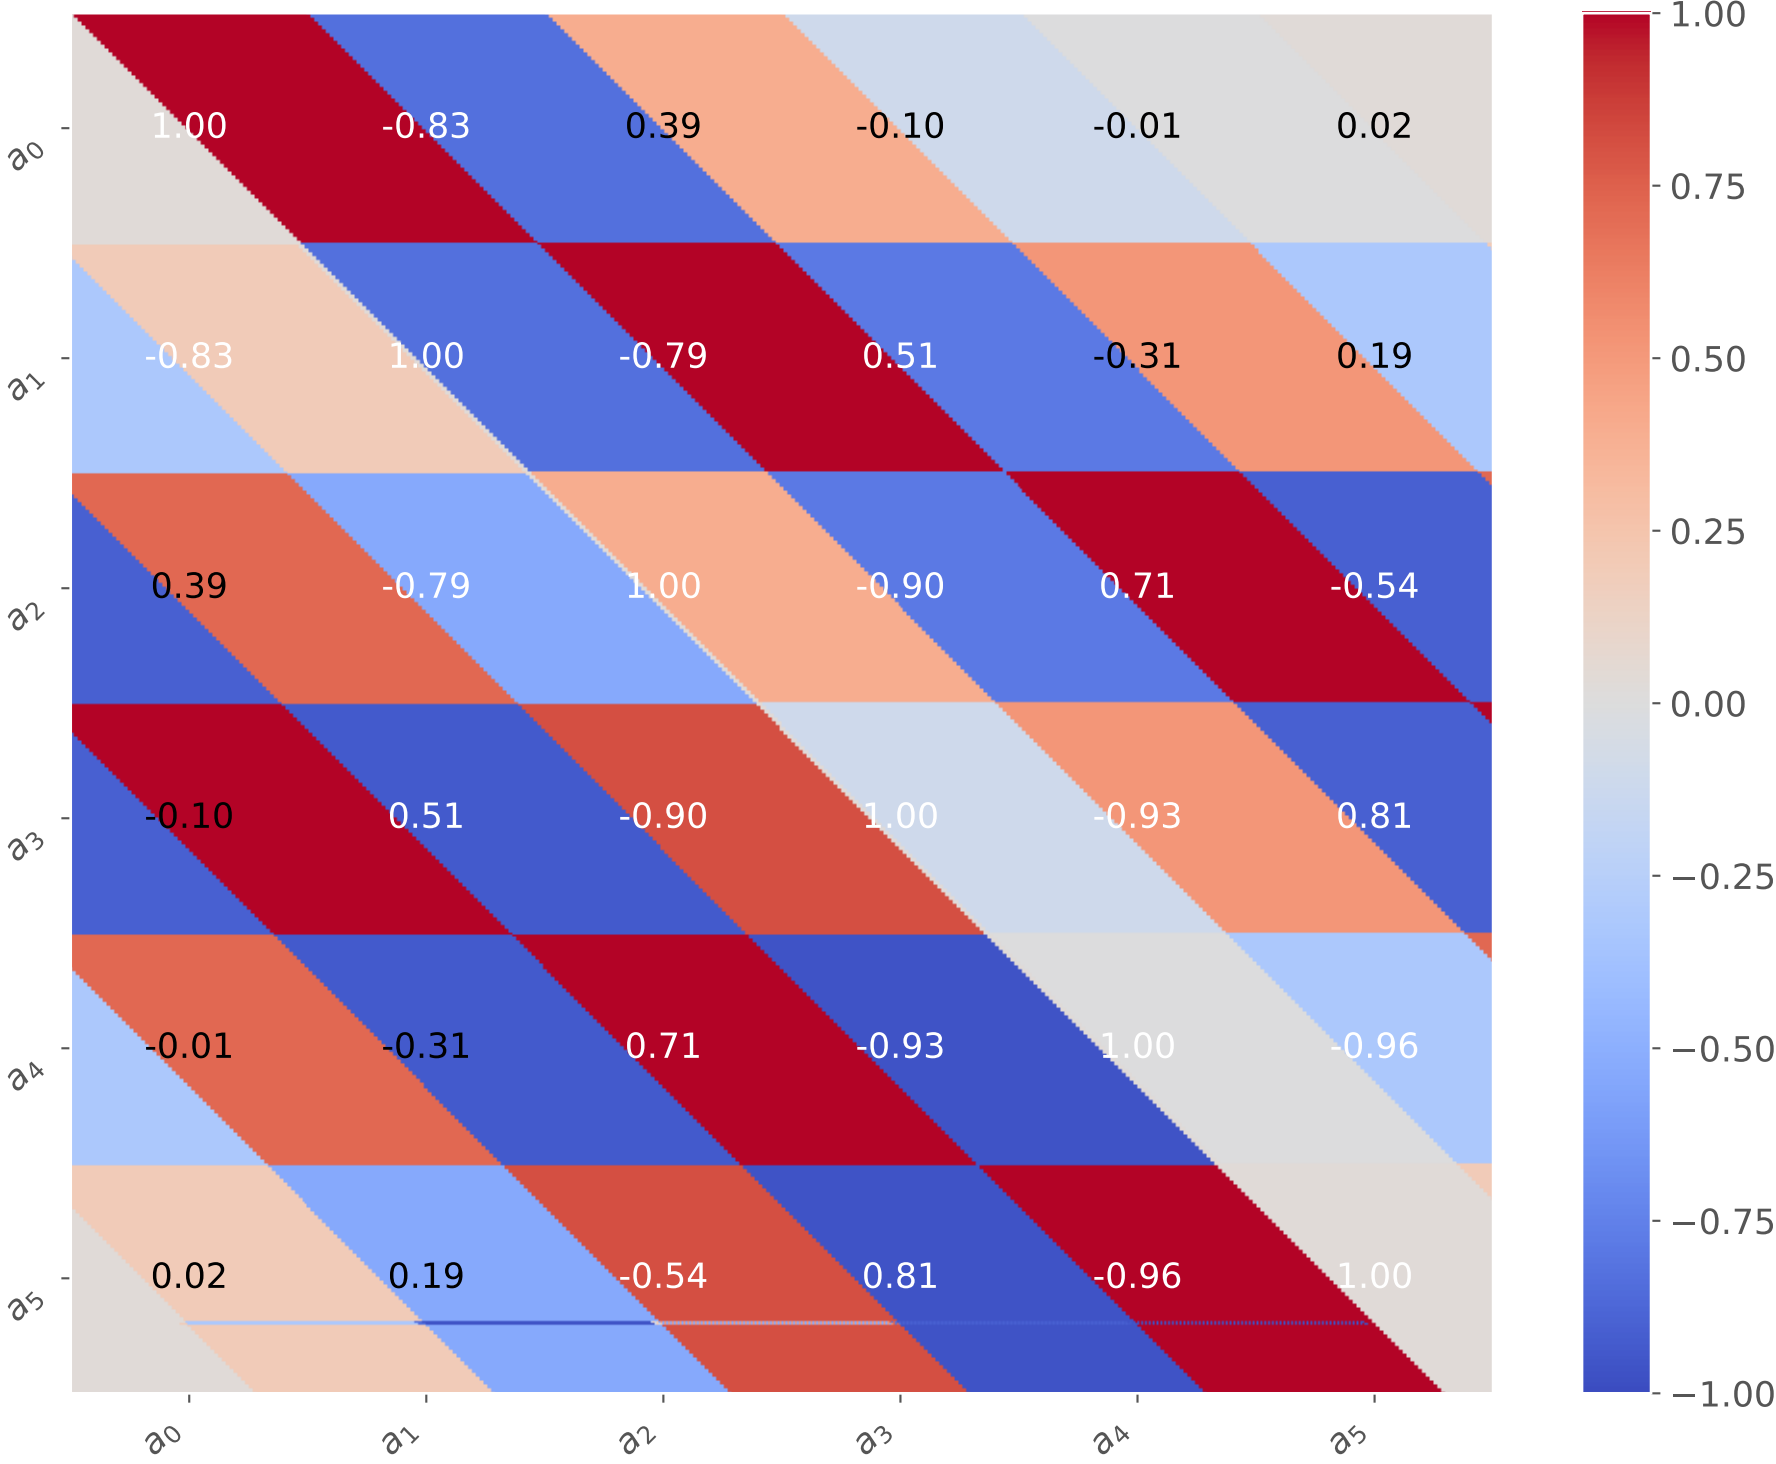 1.00
a0 1.00 -0.83 0.39 -0.10 -0.01 0.02
0.75
a1 -0.83 1.00 -0.79 0.51 -0.31 0.19
0.50
0.25
a2 0.39 -0.79 1.00 -0.90 0.71 -0.54
0.00
a3 -0.10 0.51 -0.90 1.00 -0.93 0.81
−0.25
a4 -0.01 -0.31 0.71 -0.93 1.00 -0.96
−0.50
−0.75
a5 0.02 0.19 -0.54 0.81 -0.96 1.00
−1.00
a0 a1 a2 a3 a4 a5